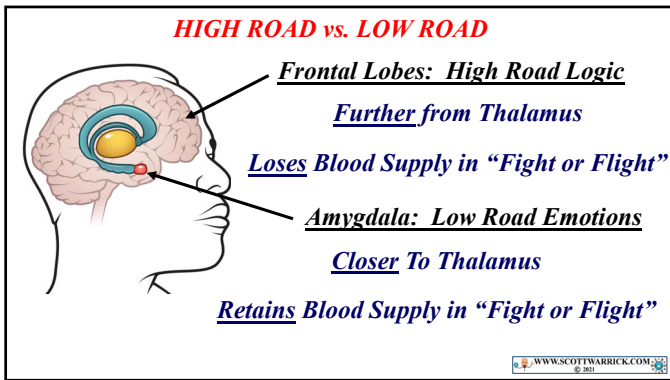 HIGH ROAD vs. LOW ROAD
Frontal Lobes: High Road Logic
Further from Thalamus
Loses Blood Supply in “Fight or Flight”
Amygdala: Low Road Emotions
Closer To Thalamus
Retains Blood Supply in “Fight or Flight”
WWW.SCOTTWARRICK.COM
© 2021